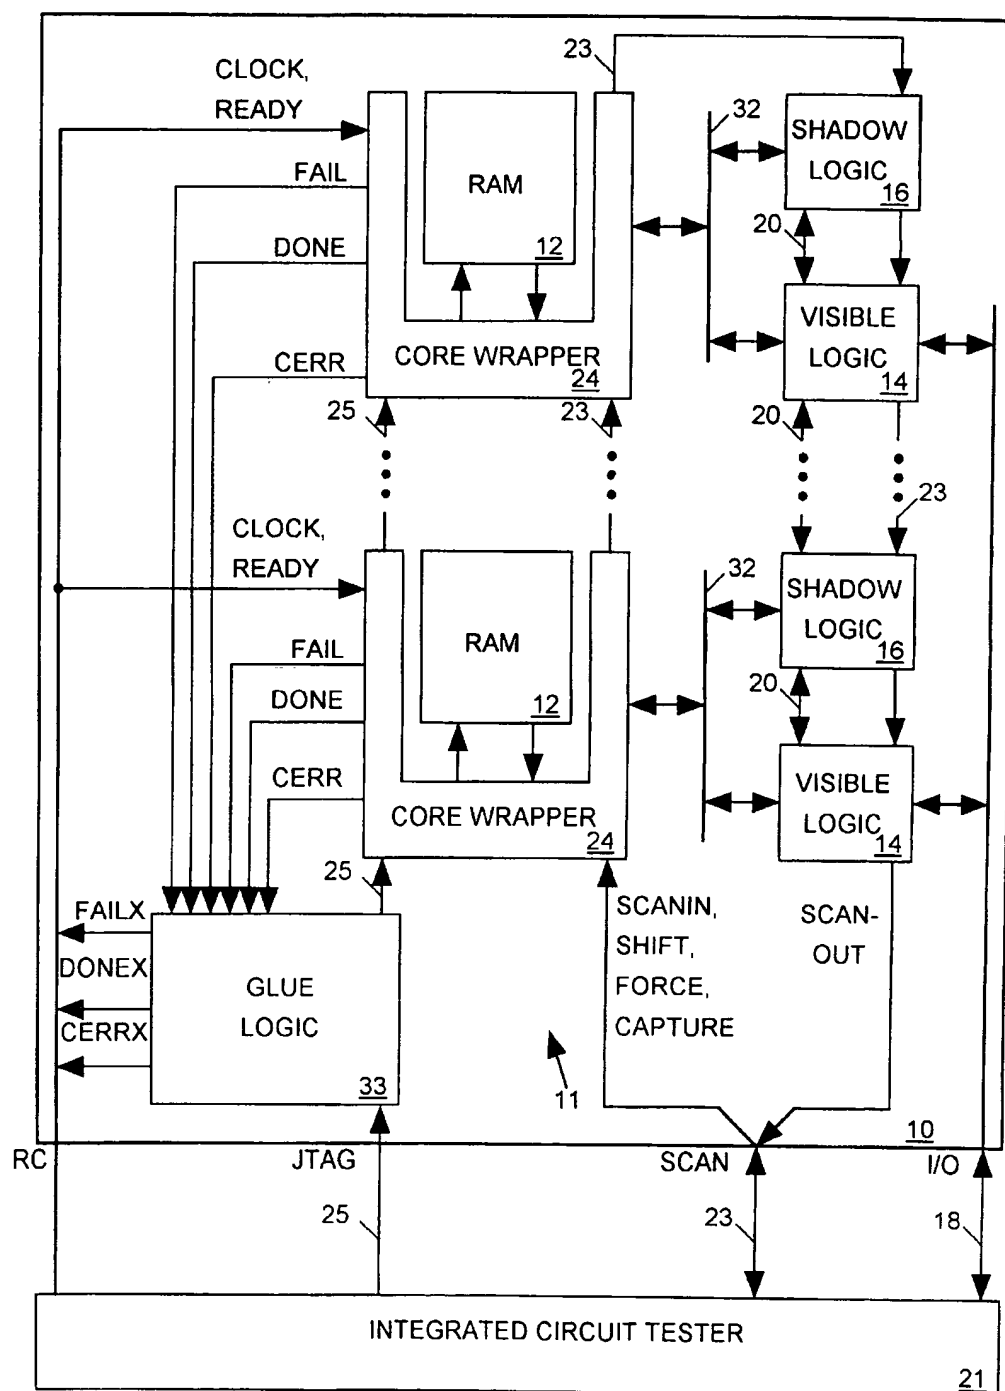 23
CLOCK,
READY
FAIL
DONE
CERR
RAM
12
CORE WRAPPER
24
32
SHADOW
LOGIC
16
20
VISIBLE
LOGIC
14
25
23
20
23
CLOCK,
READY
FAIL
DONE
CERR
RAM
12
CORE WRAPPER
24
32
SHADOW
LOGIC
16
20
VISIBLE
LOGIC
14
25
FAILX
DONEX
CERRX
GLUE
LOGIC
33
SCANIN,
SHIFT,
FORCE,
CAPTURE
SCAN-
OUT
11
10
RC
JTAG
SCAN
I/O
25
23
18
INTEGRATED CIRCUIT TESTER
21